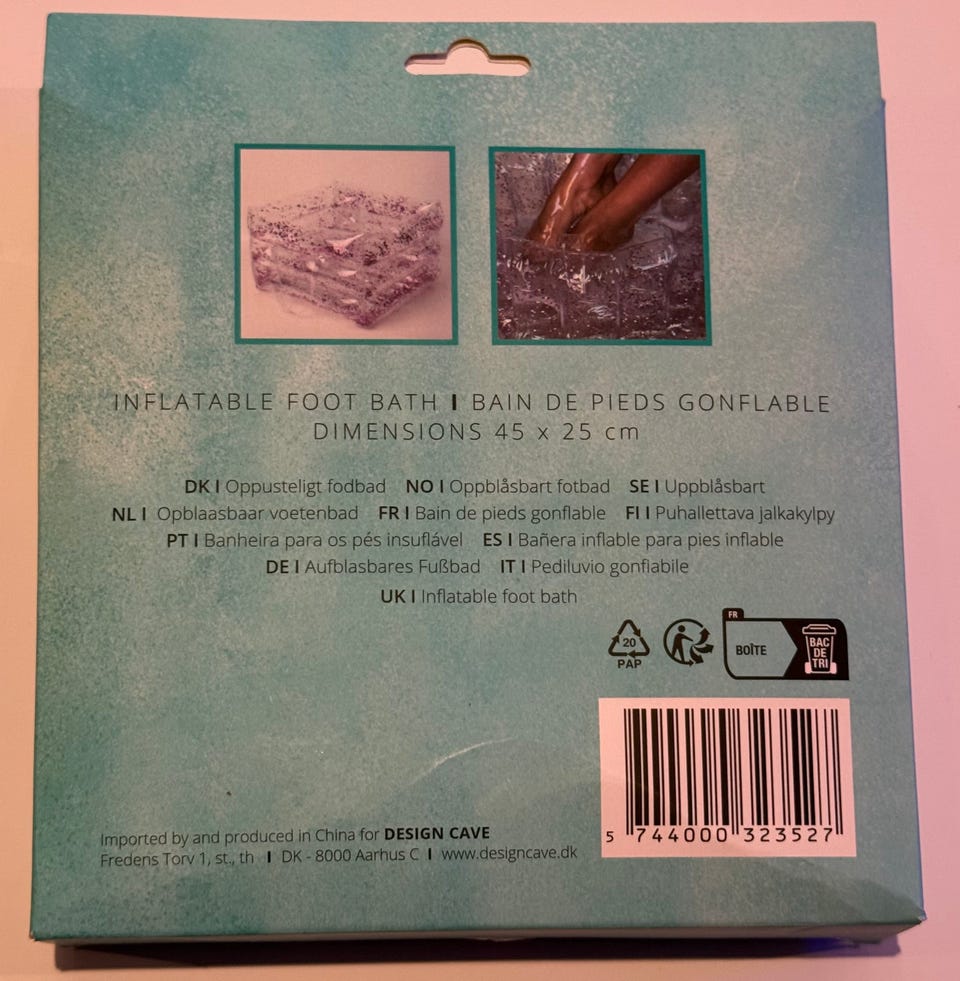 INFLATABLE FOOT BATH I BAIN DE PIEDS GONFLABLE
DIMENSIONS 45 x 25 cm
DK I Oppusteligt fodbad NO I Oppblåsbart fotbad SE I Uppblåsbart
NL I Opblaasbaar voetenbad FR I Bain de pieds gonflable FI I Puhallettava jalkakylpy
PT I Banheira para os pés insuflável ES I Bañera inflable para pies inflable
DE I Aufblasbares Fußbad IT I Pediluvio gonfiabile
UK I Inflatable foot bath
20
PAP
FR
BOÎTE
BAC
DE
TRI
5 744000 323527
Imported by and produced in China for DESIGN CAVE
Fredens Torv 1, st., th I DK - 8000 Aarhus C I www.designcave.dk